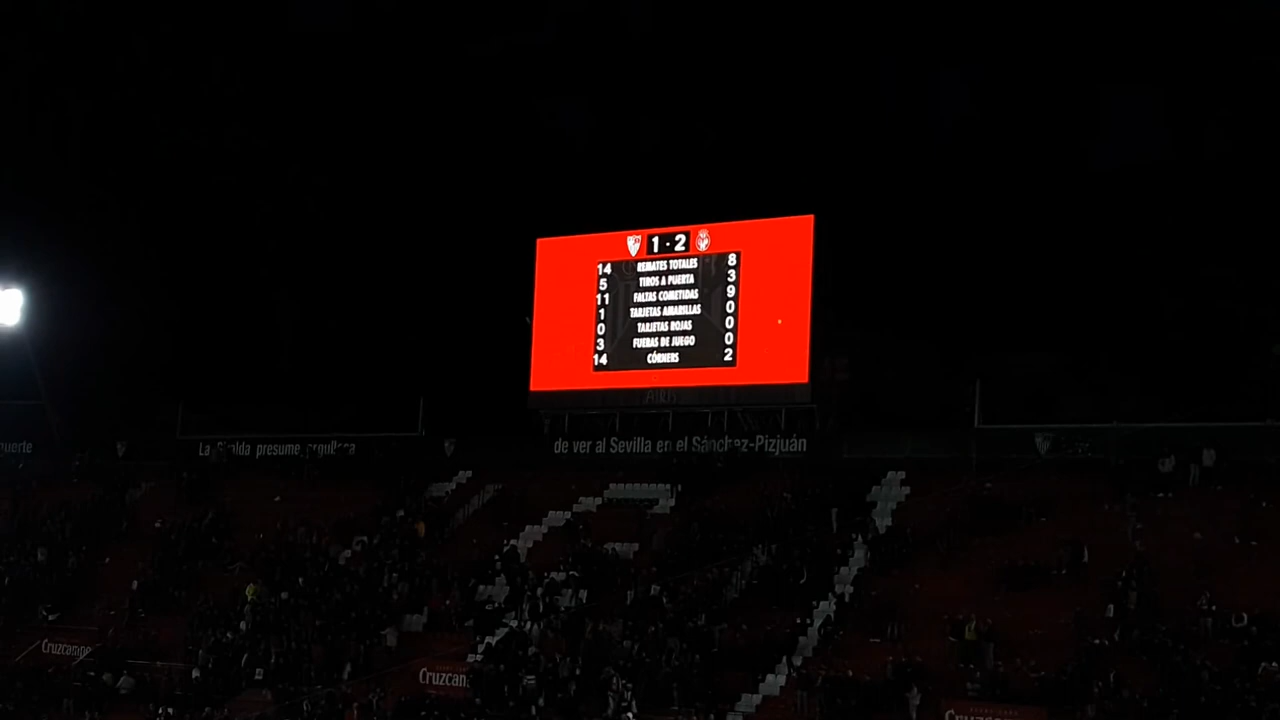 1 - 2
14 REMATES TOTALES 8
5 TIROS A PUERTA 3
11 FALTAS COMETIDAS 9
1 TARJETAS AMARILLAS 0
0 TARJETAS ROJAS 0
3 FUERAS DE JUEGO 0
14 CÓRNERS 2
La Giralda presume orgullosa
de ver al Sevilla en el Sánchez-Pizjuán
Cruzcampo
Cruzcam
Cruzcampo